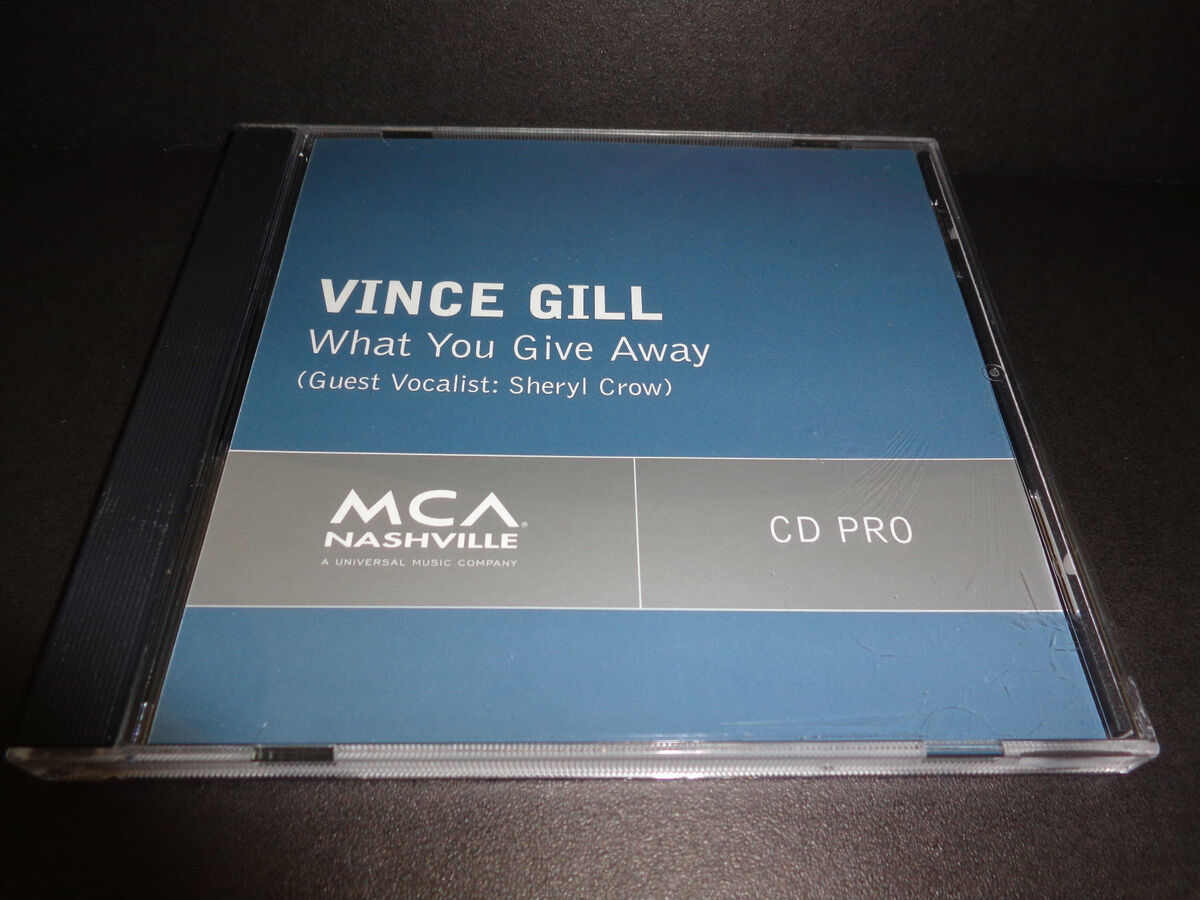 VINCE GILL
What You Give Away
(Guest Vocalist: Sheryl Crow)
MCA®
NASHVILLE
A UNIVERSAL MUSIC COMPANY
CD PRO